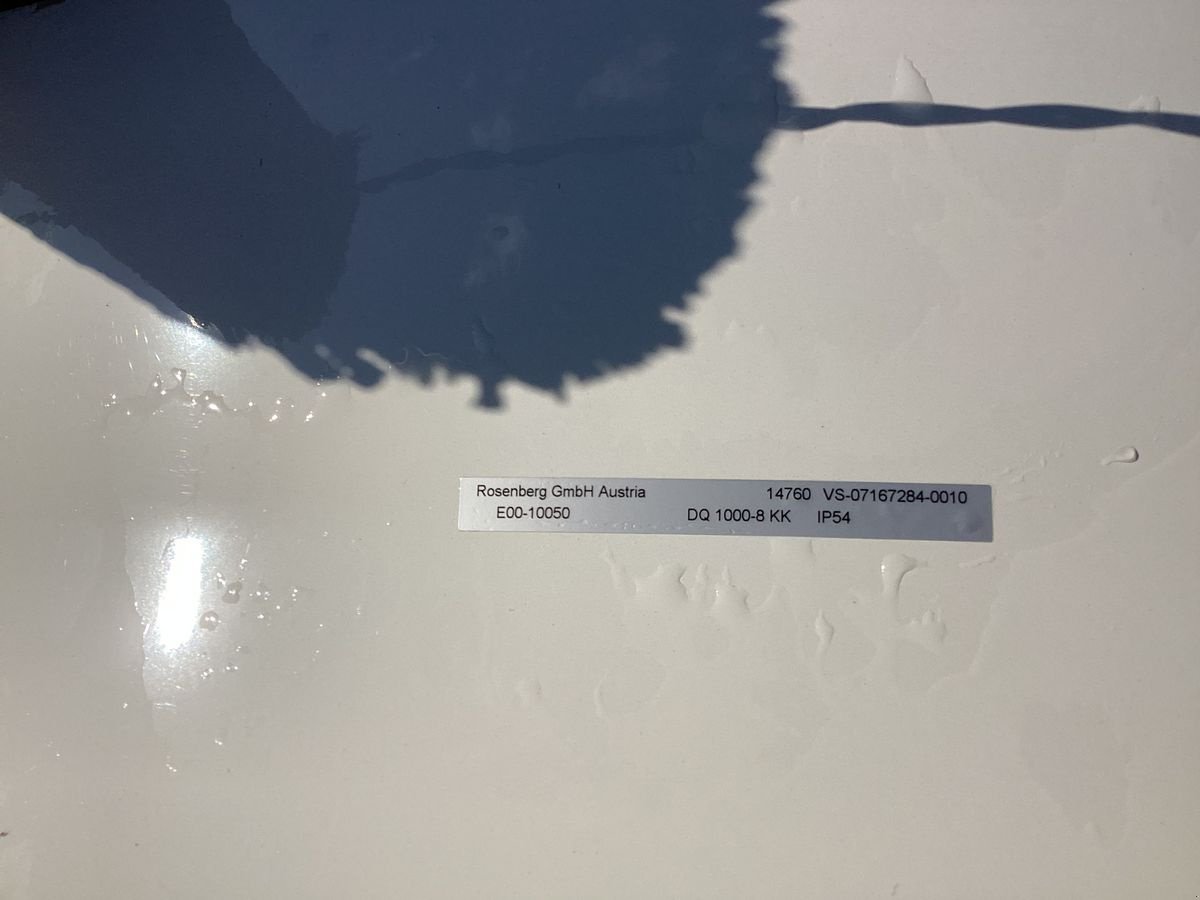 Rosenberg GmbH Austria 14760 VS-07167284-0010
E00-10050 DQ 1000-8 KK IP54